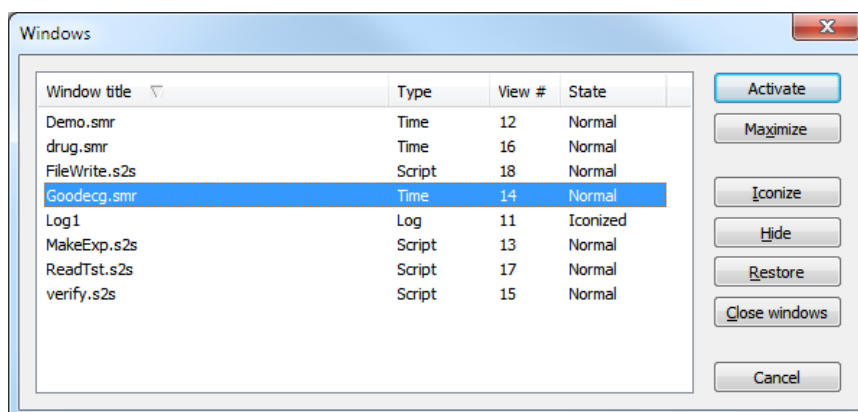 Windows
Window title Type View # State
Demo.smr Time 12 Normal
drug.smr Time 16 Normal
FileWrite.s2s Script 18 Normal
Goodecg.smr Time 14 Normal
Log1 Log 11 Iconized
MakeExp.s2s Script 13 Normal
ReadTst.s2s Script 17 Normal
verify.s2s Script 15 Normal
Activate
Maximize
Iconize
Hide
Restore
Close windows
Cancel